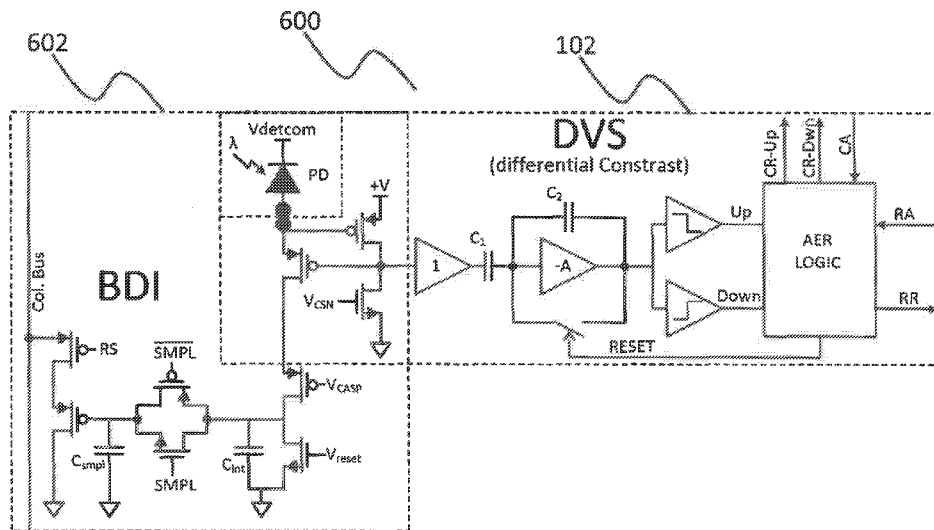 602
600
102
Vdetcom
λ
PD
+V
DVS
(differential Constrast)
CR-Up
CR-Dwn
CA
C₂
C₁
1
-A
Up
Down
AER
LOGIC
RA
RR
RESET
BDI
Col. Bus
V_CSN
RS
SMPL
V_CASP
C_smpl
SMPL
C_int
V_reset